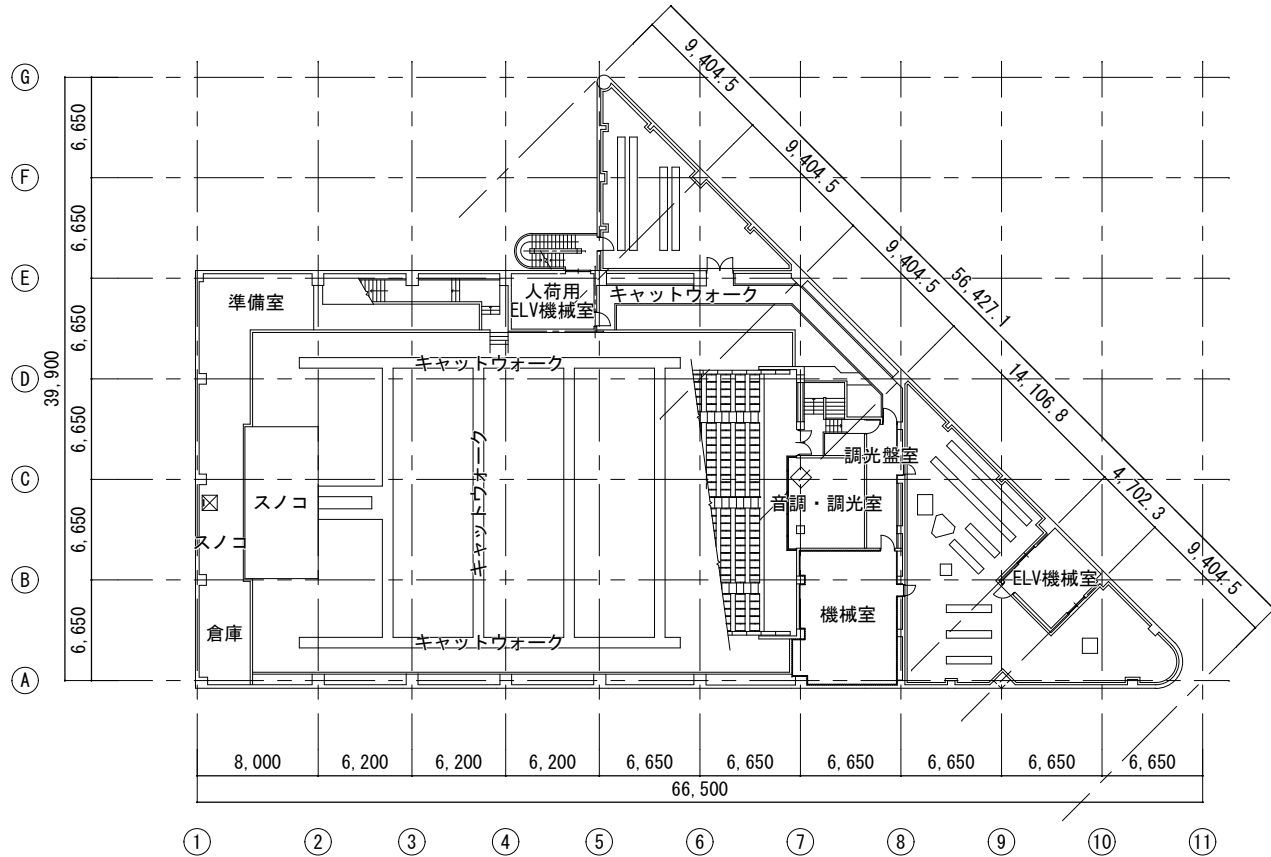 G
F
E
D
C
B
A
6,650
6,650
6,650
6,650
6,650
6,650
39,900
9,404.5
9,404.5
9,404.5
14,106.8
4,702.3
9,404.5
56,427.1
準備室
人荷用
ELV機械室
キャットウォーク
キャットウォーク
キャットウォーク
キャットウォーク
スノコ
スノコ
倉庫
調光盤室
音調・調光室
機械室
ELV機械室
8,000
6,200
6,200
6,200
6,650
6,650
6,650
6,650
6,650
6,650
66,500
1
2
3
4
5
6
7
8
9
10
11